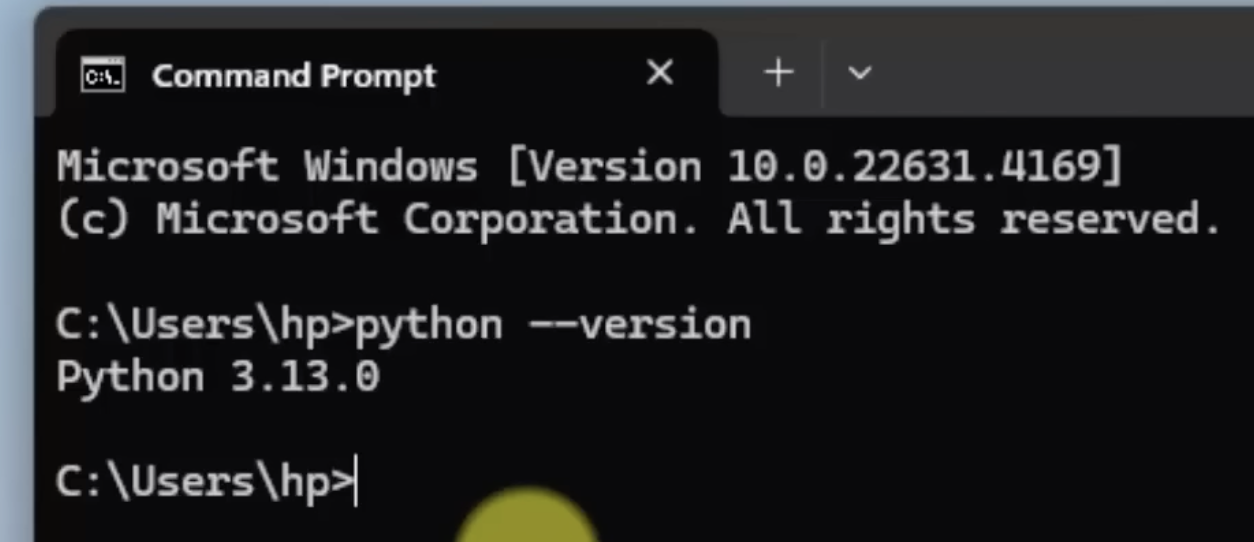 Command Prompt
Microsoft Windows [Version 10.0.22631.4169]
(c) Microsoft Corporation. All rights reserved.
C:\Users\hp>python --version
Python 3.13.0
C:\Users\hp>